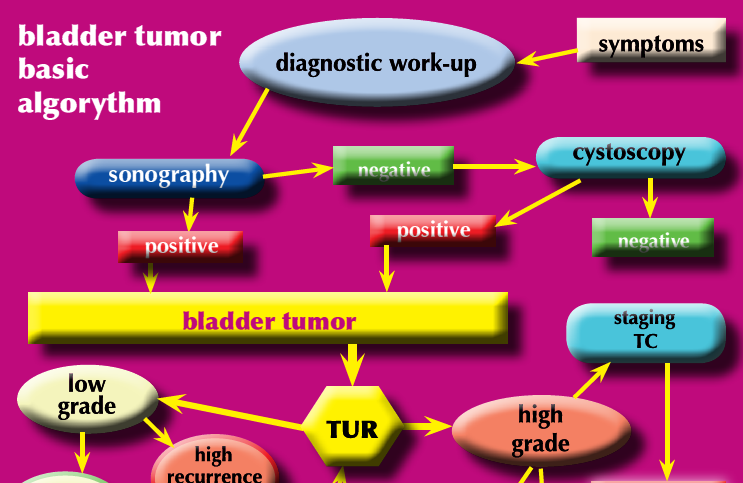 bladder tumor
basic
algorythm
diagnostic work-up
symptoms
sonography
negative
cystoscopy
positive
positive
negative
bladder tumor
staging
TC
low
grade
TUR
high
grade
high
recurrence